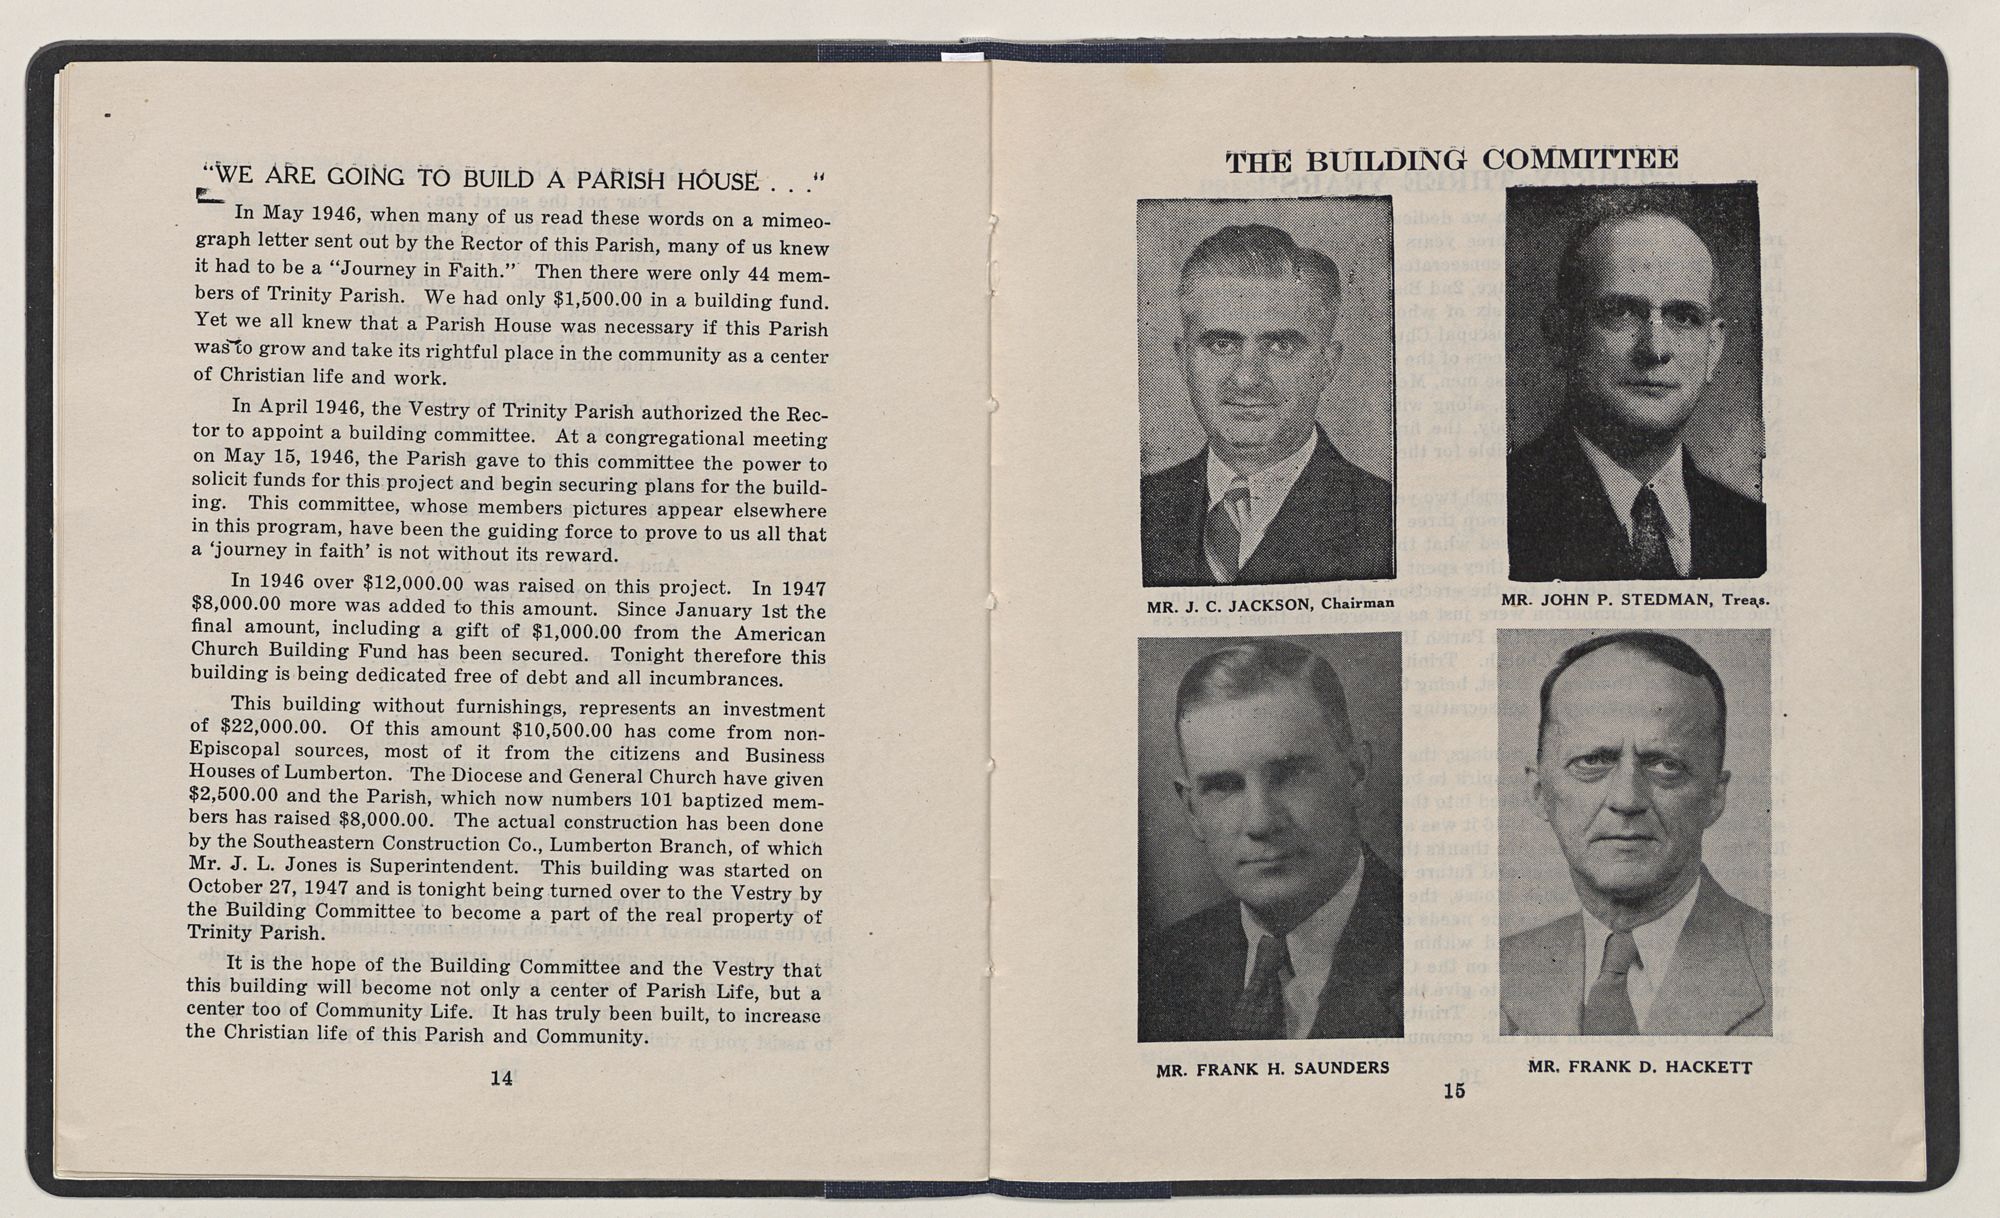 "WE ARE GOING TO BUILD A PARISH HOUSE . . ."
In May 1946, when many of us read these words on a mimeo-
graph letter sent out by the Rector of this Parish, many of us knew
it had to be a "Journey in Faith." Then there were only 44 mem-
bers of Trinity Parish. We had only $1,500.00 in a building fund.
Yet we all knew that a Parish House was necessary if this Parish
was to grow and take its rightful place in the community as a center
of Christian life and work.
In April 1946, the Vestry of Trinity Parish authorized the Rec-
tor to appoint a building committee. At a congregational meeting
on May 15, 1946, the Parish gave to this committee the power to
solicit funds for this project and begin securing plans for the build-
ing. This committee, whose members pictures appear elsewhere
in this program, have been the guiding force to prove to us all that
a 'journey in faith' is not without its reward.
In 1946 over $12,000.00 was raised on this project. In 1947
$8,000.00 more was added to this amount. Since January 1st the
final amount, including a gift of $1,000.00 from the American
Church Building Fund has been secured. Tonight therefore this
building is being dedicated free of debt and all incumbrances.
This building without furnishings, represents an investment
of $22,000.00. Of this amount $10,500.00 has come from non-
Episcopal sources, most of it from the citizens and Business
Houses of Lumberton. The Diocese and General Church have given
$2,500.00 and the Parish, which now numbers 101 baptized mem-
bers has raised $8,000.00. The actual construction has been done
by the Southeastern Construction Co., Lumberton Branch, of which
Mr. J. L. Jones is Superintendent. This building was started on
October 27, 1947 and is tonight being turned over to the Vestry by
the Building Committee to become a part of the real property of
Trinity Parish.
It is the hope of the Building Committee and the Vestry that
this building will become not only a center of Parish Life, but a
center too of Community Life. It has truly been built, to increase
the Christian life of this Parish and Community.
14
THE BUILDING COMMITTEE
MR. J. C. JACKSON, Chairman
MR. JOHN P. STEDMAN, Treas.
MR. FRANK H. SAUNDERS
MR. FRANK D. HACKETT
15